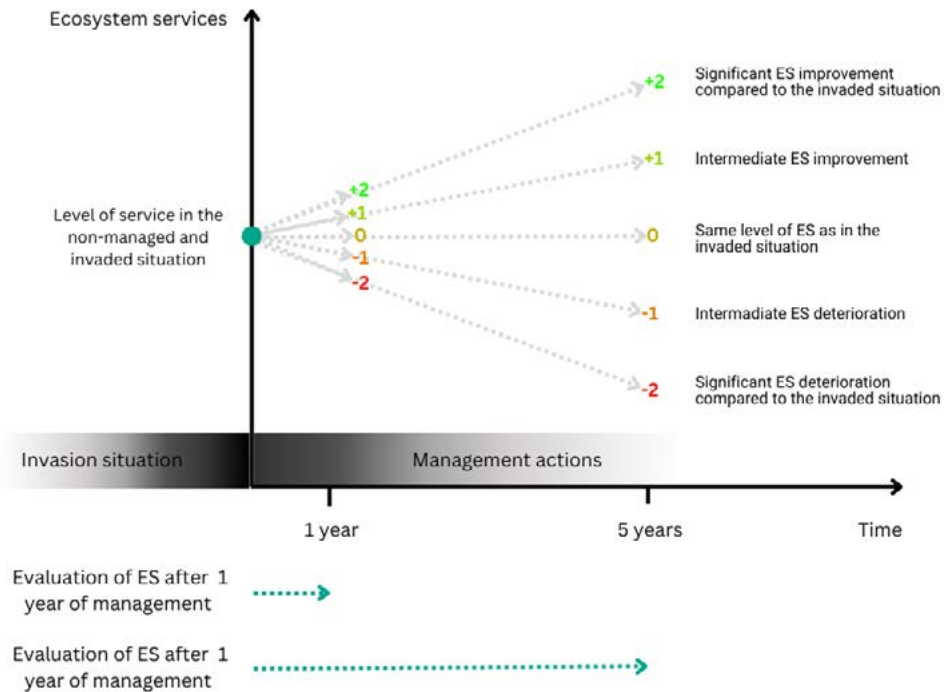 Ecosystem services
+2
Significant ES improvement
compared to the invaded situation
+1
Intermediate ES improvement
+2
+1
Level of service in the
non-managed and
invaded situation
0
0
Same level of ES as in the
invaded situation
-1
-2
-1
Intermadiate ES deterioration
-2
Significant ES deterioration
compared to the invaded situation
Invasion situation
Management actions
1 year
5 years
Time
Evaluation of ES after 1
year of management
Evaluation of ES after 1
year of management